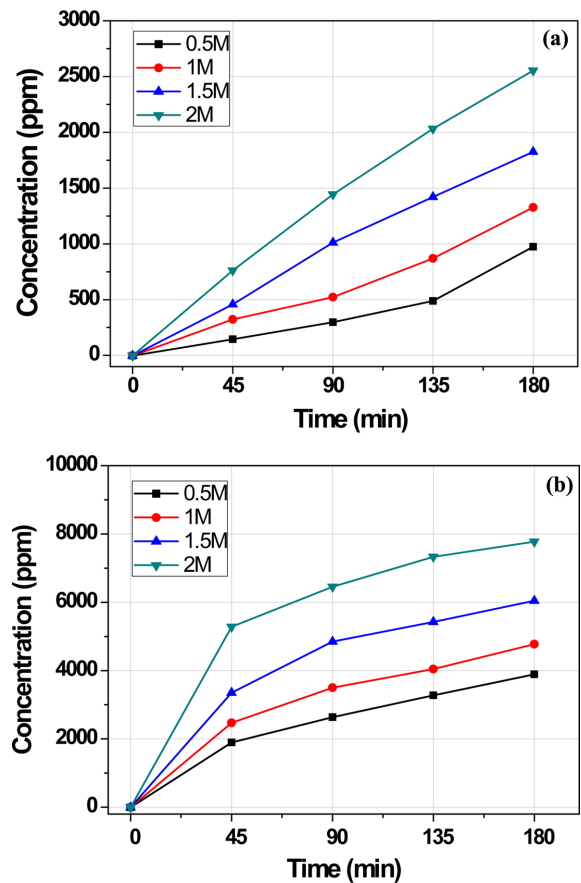 (a)
0.5M
1M
1.5M
2M
3000
2500
2000
1500
1000
500
0
Concentration (ppm)
0 45 90 135 180
Time (min)
(b)
0.5M
1M
1.5M
2M
10000
8000
6000
4000
2000
0
Concentration (ppm)
0 45 90 135 180
Time (min)